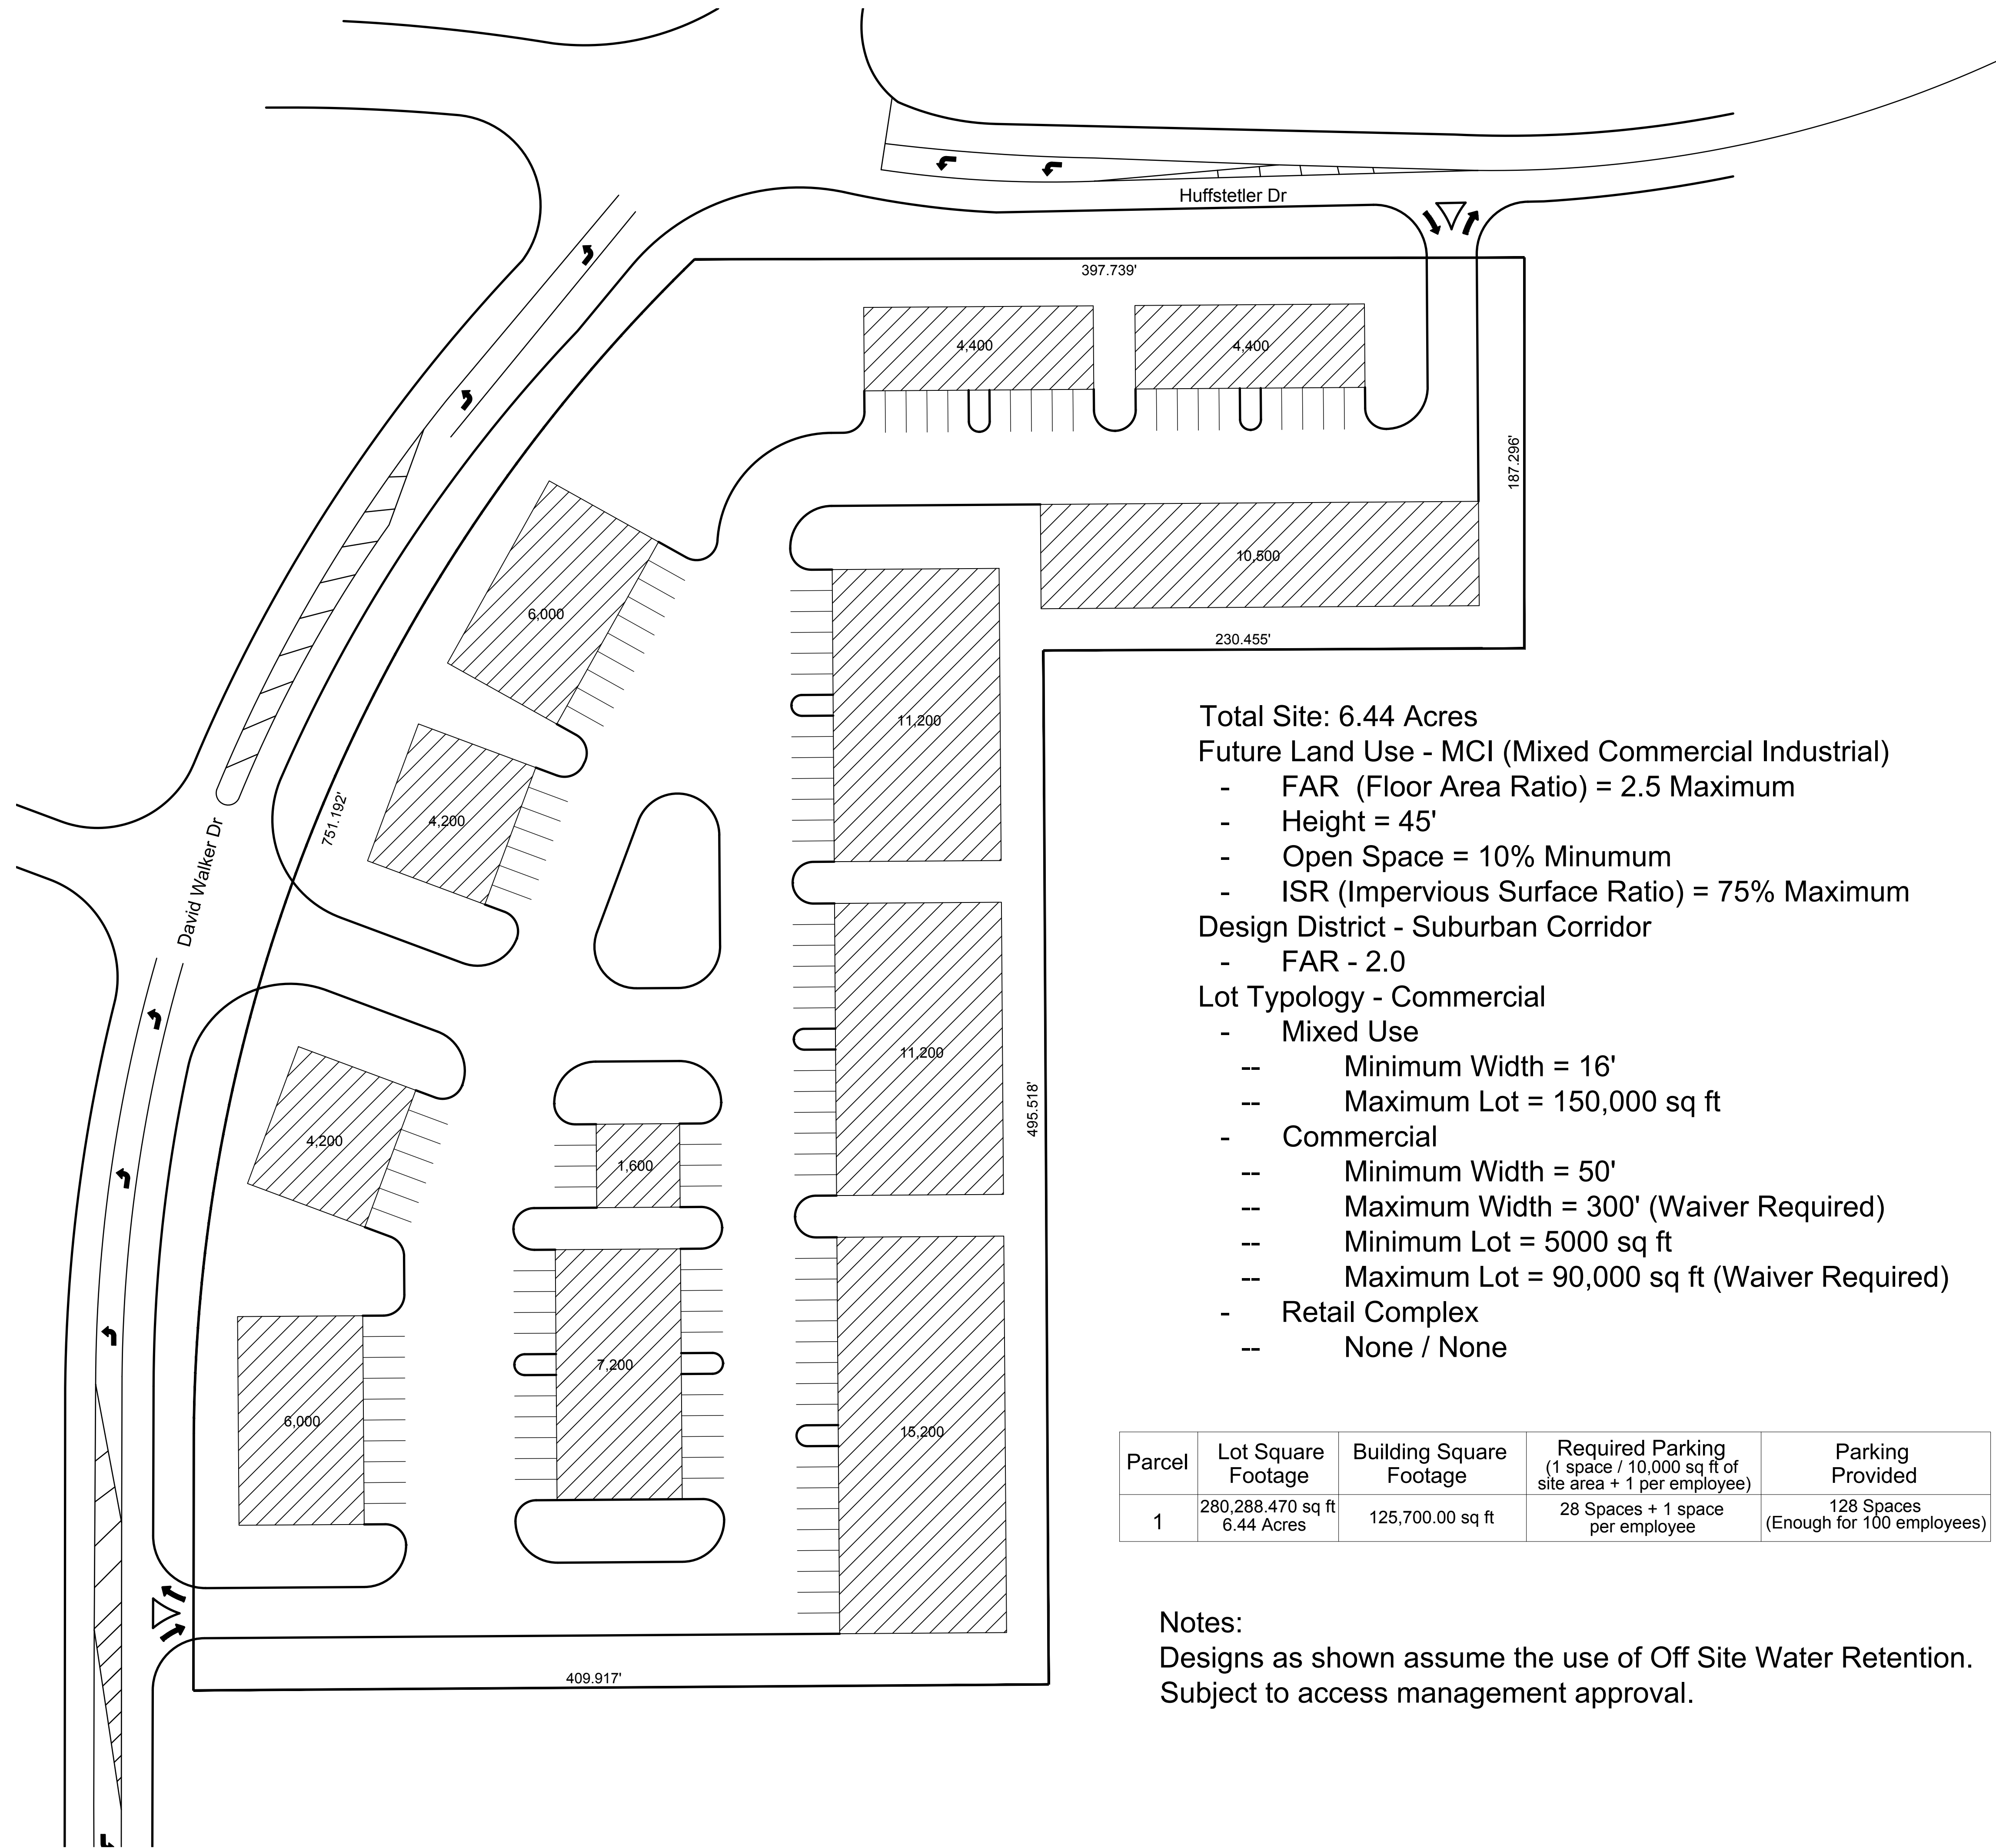 Huffstetler Dr
397.739'
4,400
4,400
187.296'
10,500
6,000
230.455'
11,200
4,200
751.192'
David Walker Dr
11,200
495.518'
4,200
1,600
7,200
6,000
15,200
409.917'
Total Site: 6.44 Acres
Future Land Use - MCI (Mixed Commercial Industrial)
- FAR (Floor Area Ratio) = 2.5 Maximum
- Height = 45'
- Open Space = 10% Minumum
- ISR (Impervious Surface Ratio) = 75% Maximum
Design District - Suburban Corridor
- FAR - 2.0
Lot Typology - Commercial
- Mixed Use
-- Minimum Width = 16'
-- Maximum Lot = 150,000 sq ft
- Commercial
-- Minimum Width = 50'
-- Maximum Width = 300' (Waiver Required)
-- Minimum Lot = 5000 sq ft
-- Maximum Lot = 90,000 sq ft (Waiver Required)
- Retail Complex
-- None / None
Parcel
Lot Square
Footage
Building Square
Footage
Required Parking
(1 space / 10,000 sq ft of
site area + 1 per employee)
Parking
Provided
1
280,288.470 sq ft
6.44 Acres
125,700.00 sq ft
28 Spaces + 1 space
per employee
128 Spaces
(Enough for 100 employees)
Notes:
Designs as shown assume the use of Off Site Water Retention.
Subject to access management approval.